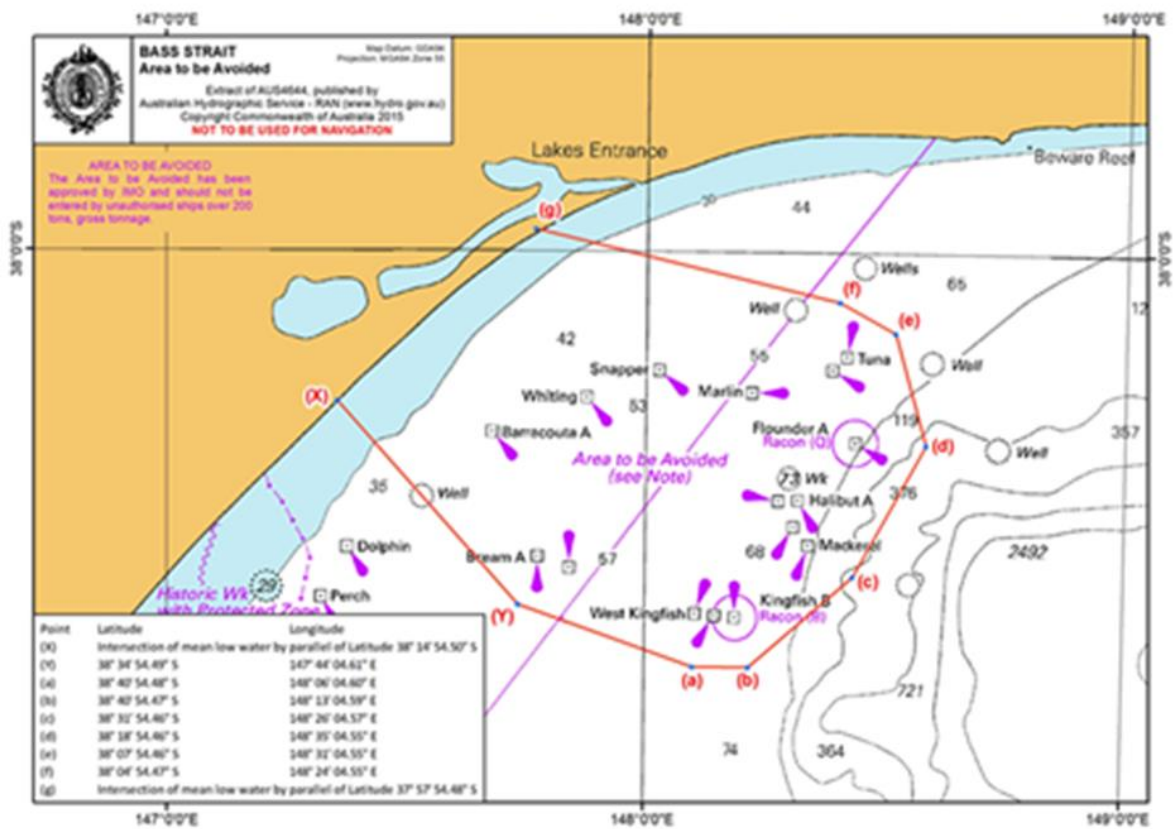 147°0'0"E 148°0'0"E 149°0'0"E
BASS STRAIT
Area to be Avoided
Map Datum: GDA94
Extract of AUS4644, published by
Australian Hydrographic Service - RAN (www.hydro.gov.au)
Copyright Commonwealth of Australia 2015
NOT TO BE USED FOR NAVIGATION
AREA TO BE AVOIDED
The Area to be Avoided has been
approved by IMO and should not be
entered by unauthorised ships over 200
tons, gross tonnage.
Lakes Entrance
Beware Reef
(g)
44
38°0'0"S
38°0'0"S
Wells
65
(f)
Well
12
(e)
42
55
Tuna
Snapper
Well
Marlin
(X)
Whiting
53
119
Flounder A
Racon (Q)
357
Barracouta A
(d)
Well
Area to be Avoided
(see Note)
73 Wk
35
Well
376
Halibut A
Dolphin
68
Mackerel
2492
Bream A
57
29
(c)
Historic Wk
with Protected Zone
Perch
Kingfish B
West Kingfish
Racon (B)
(Y)
(a)
(b)
721
74
364
Point Latitude Longitude
(X) Intersection of mean low water by parallel of Latitude 38° 14' 54.50" S
(Y) 38° 34' 54.49" S 147° 44' 04.61" E
(a) 38° 40' 54.48" S 148° 06' 04.60" E
(b) 38° 40' 54.47" S 148° 13' 04.59" E
(c) 38° 31' 54.46" S 148° 26' 04.57" E
(d) 38° 18' 54.46" S 148° 35' 04.55" E
(e) 38° 07' 54.46" S 148° 31' 04.55" E
(f) 38° 04' 54.47" S 148° 24' 04.55" E
(g) Intersection of mean low water by parallel of Latitude 37° 57' 54.48" S
147°0'0"E 148°0'0"E 149°0'0"E